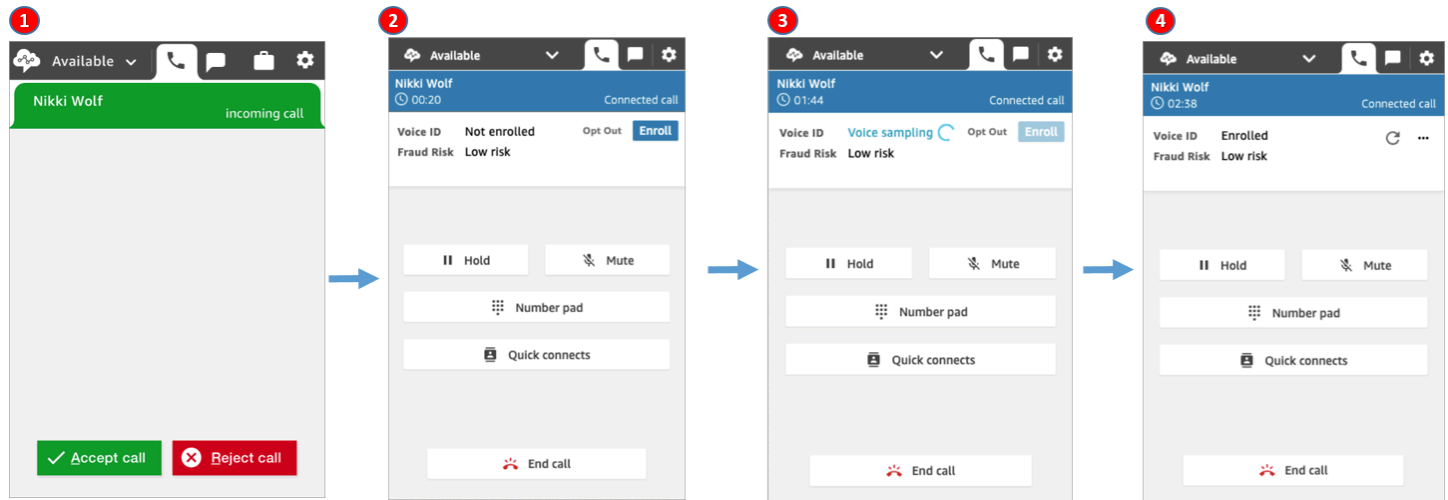 1
Available
Nikki Wolf
incoming call
Accept call Reject call
2
Available
Nikki Wolf
00:20 Connected call
Voice ID Not enrolled Opt Out Enroll
Fraud Risk Low risk
Hold Mute
Number pad
Quick connects
End call
3
Available
Nikki Wolf
01:44 Connected call
Voice ID Voice sampling Opt Out Enroll
Fraud Risk Low risk
Hold Mute
Number pad
Quick connects
End call
4
Available
Nikki Wolf
02:38 Connected call
Voice ID Enrolled
Fraud Risk Low risk
Hold Mute
Number pad
Quick connects
End call